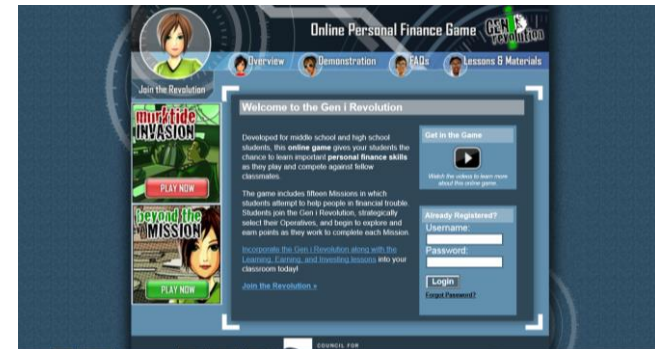 Online Personal Finance Game
GEN i
revolution
Overview
Demonstration
FAQs
Lessons & Materials
Join the Revolution
murktide
INVASION
PLAY NOW
beyond the
MISSION
PLAY NOW
Welcome to the Gen i Revolution
Developed for middle school and high school
students, this online game gives your students the
chance to learn important personal finance skills
as they play and compete against fellow
classmates.
The game includes fifteen Missions in which
students attempt to help people in financial trouble.
Students join the Gen i Revolution, strategically
select their Operatives, and begin to explore and
earn points as they work to complete each Mission.
Incorporate the Gen i Revolution along with the
Learning, Earning, and Investing lessons into your
classroom today!
Join the Revolution »
Get in the Game
Watch the videos to learn more
about this online game.
Already Registered?
Username:
Password:
Login
Forgot Password?
COUNCIL FOR